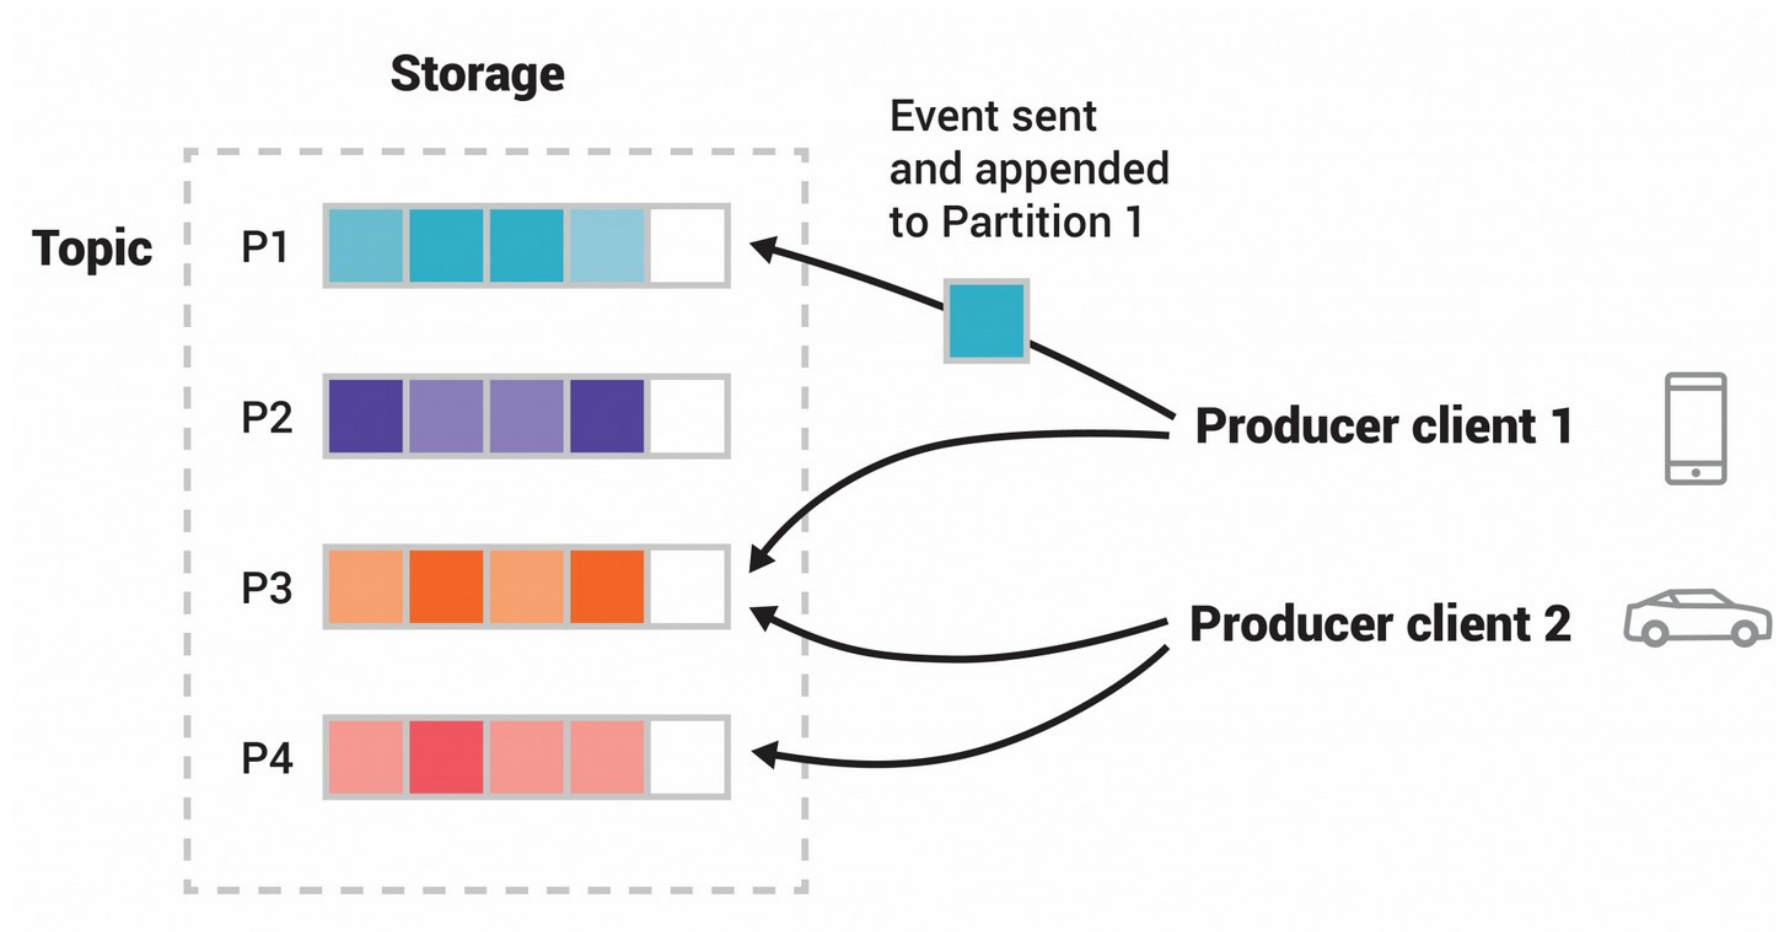 Storage
Event sent
and appended
to Partition 1
Topic
P1
P2
Producer client 1
P3
Producer client 2
P4